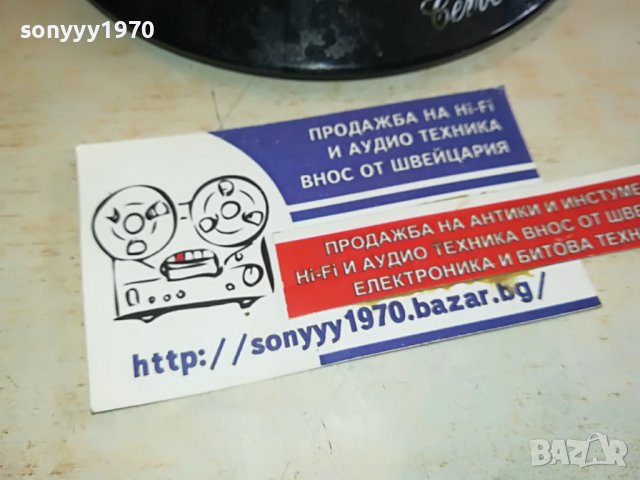 sonyyy1970
ПРОДАЖБА НА Hi-Fi
И АУДИО ТЕХНИКА
ВНОС ОТ ШВЕЙЦАРИЯ
ПРОДАЖБА НА АНТИКИ И ИНСТУМЕ
Hi-Fi И АУДИО ТЕХНИКА ВНОС ОТ ШВЕ
ЕЛЕКТРОНИКА И БИТОВА ТЕХН
http://sonyyy1970.bazar.bg/
BAZAR.bg